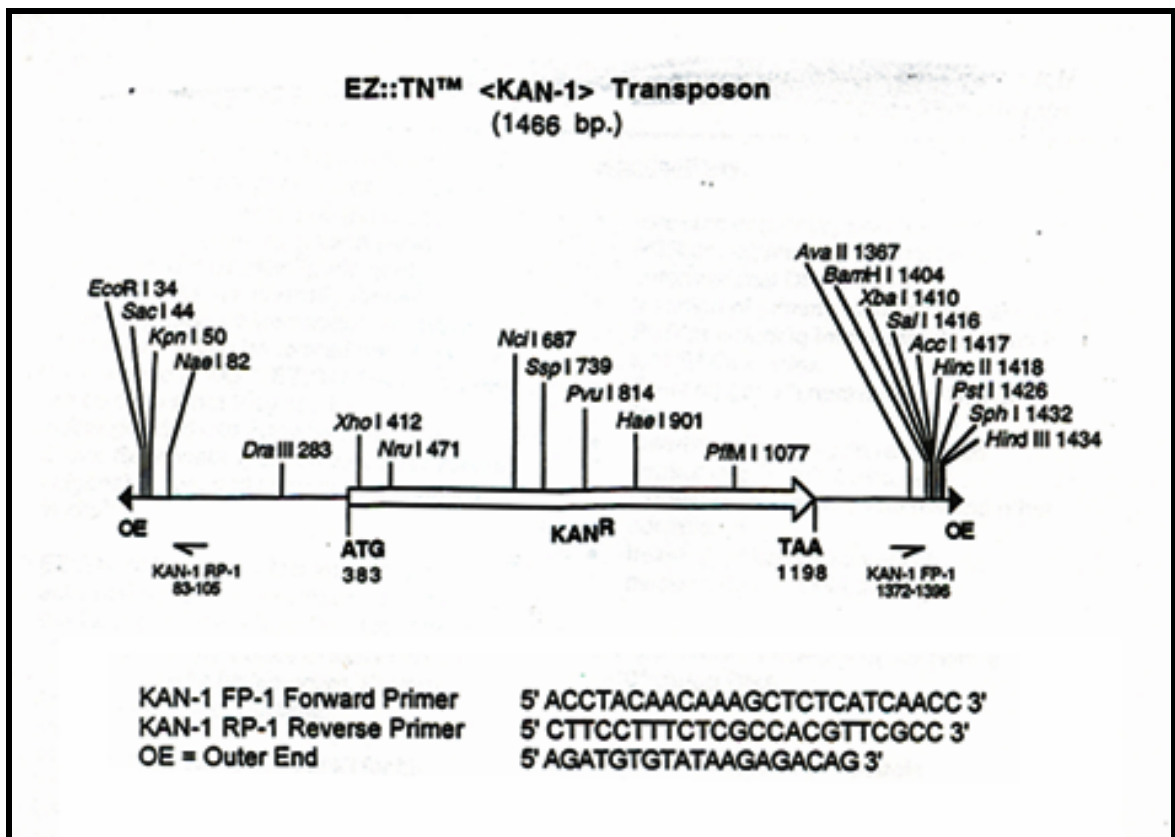 EZ::TN™ <KAN-1> Transposon
(1466 bp.)
EcoR I 34
Sac I 44
Kpn I 50
Nae I 82
Dra III 283
Xho I 412
Nru I 471
Nci I 687
Ssp I 739
Pvu I 814
Hae I 901
PflM I 1077
Ava II 1367
BamH I 1404
Xba I 1410
Sal I 1416
Acc I 1417
Hinc II 1418
Pst I 1426
Sph I 1432
Hind III 1434
OE
ATG
383
KANR
TAA
1198
OE
KAN-1 RP-1
83-105
KAN-1 FP-1
1372-1396
KAN-1 FP-1 Forward Primer 5' ACCTACAACAAAGCTCTCATCAACC 3'
KAN-1 RP-1 Reverse Primer 5' CTTCCTTTCTCGCCACGTTCGCC 3'
OE = Outer End 5' AGATGTGTATAAGAGACAG 3'